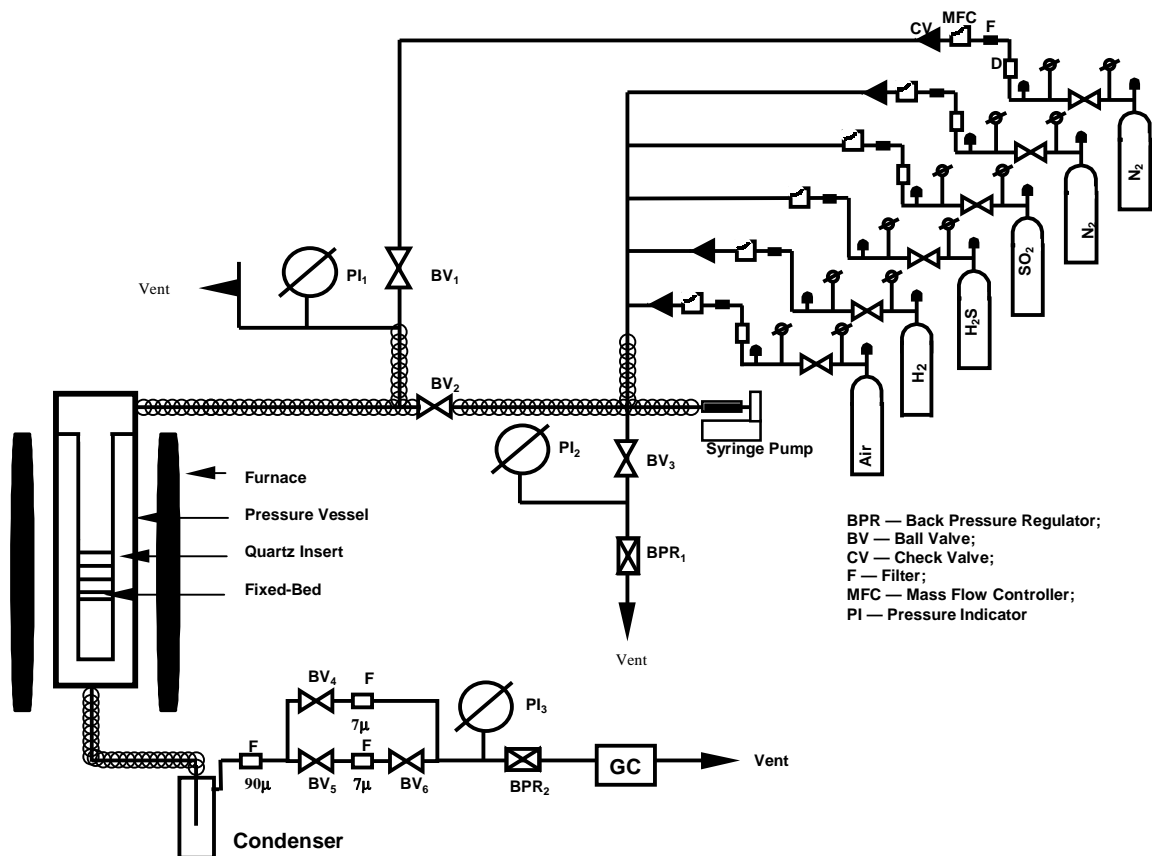 CV MFC F
D
N₂
N₂
SO₂
H₂S
H₂
Air
PI₁
BV₁
Vent
BV₂
PI₂
BV₃
Syringe Pump
BPR₁
Vent
Furnace
Pressure Vessel
Quartz Insert
Fixed-Bed
BPR — Back Pressure Regulator;
BV — Ball Valve;
CV — Check Valve;
F — Filter;
MFC — Mass Flow Controller;
PI — Pressure Indicator
BV₄ F
7μ
PI₃
F
90μ
BV₅
F
7μ
BV₆
BPR₂
GC
Vent
Condenser